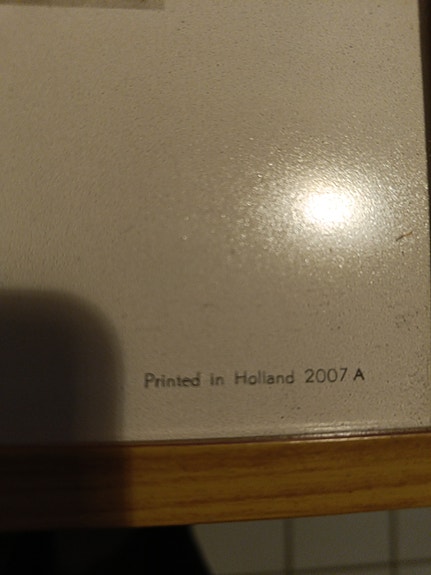 Printed in Holland 2007 A